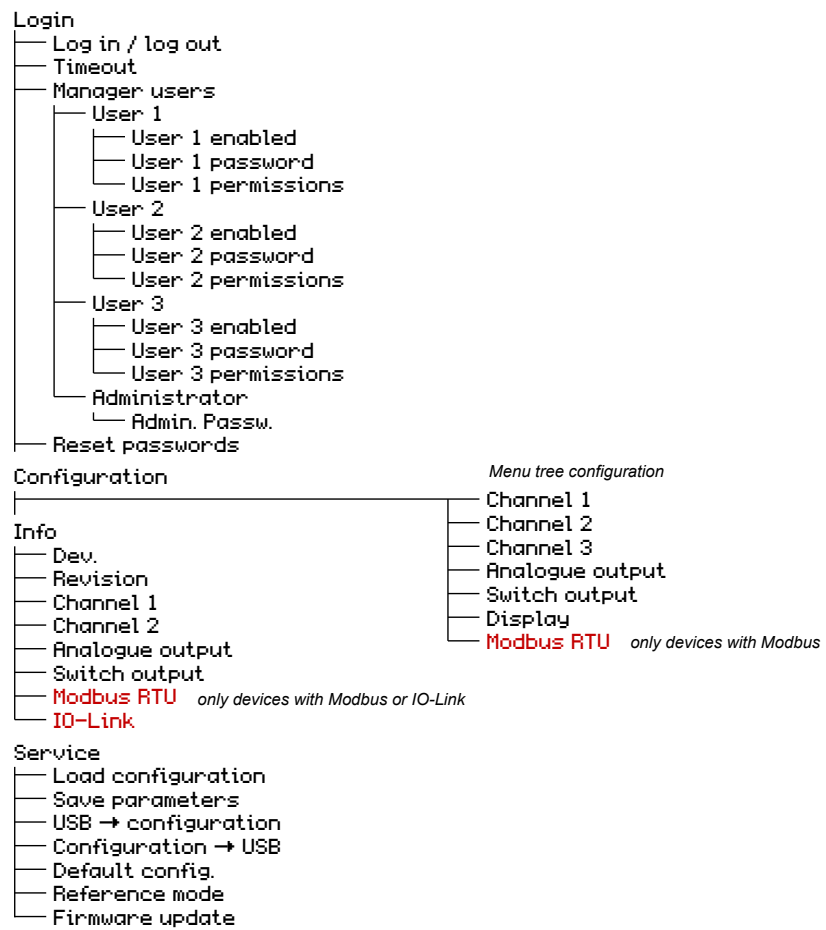 Login
Log in / log out
Timeout
Manager users
User 1
User 1 enabled
User 1 password
User 1 permissions
User 2
User 2 enabled
User 2 password
User 2 permissions
User 3
User 3 enabled
User 3 password
User 3 permissions
Administrator
Admin. Passw.
Reset passwords
Configuration
Menu tree configuration
Channel 1
Channel 2
Channel 3
Analogue output
Switch output
Display
Modbus RTU only devices with Modbus
Info
Dev.
Revision
Channel 1
Channel 2
Analogue output
Switch output
Modbus RTU only devices with Modbus or IO-Link
IO-Link
Service
Load configuration
Save parameters
USB → configuration
Configuration → USB
Default config.
Reference mode
Firmware update